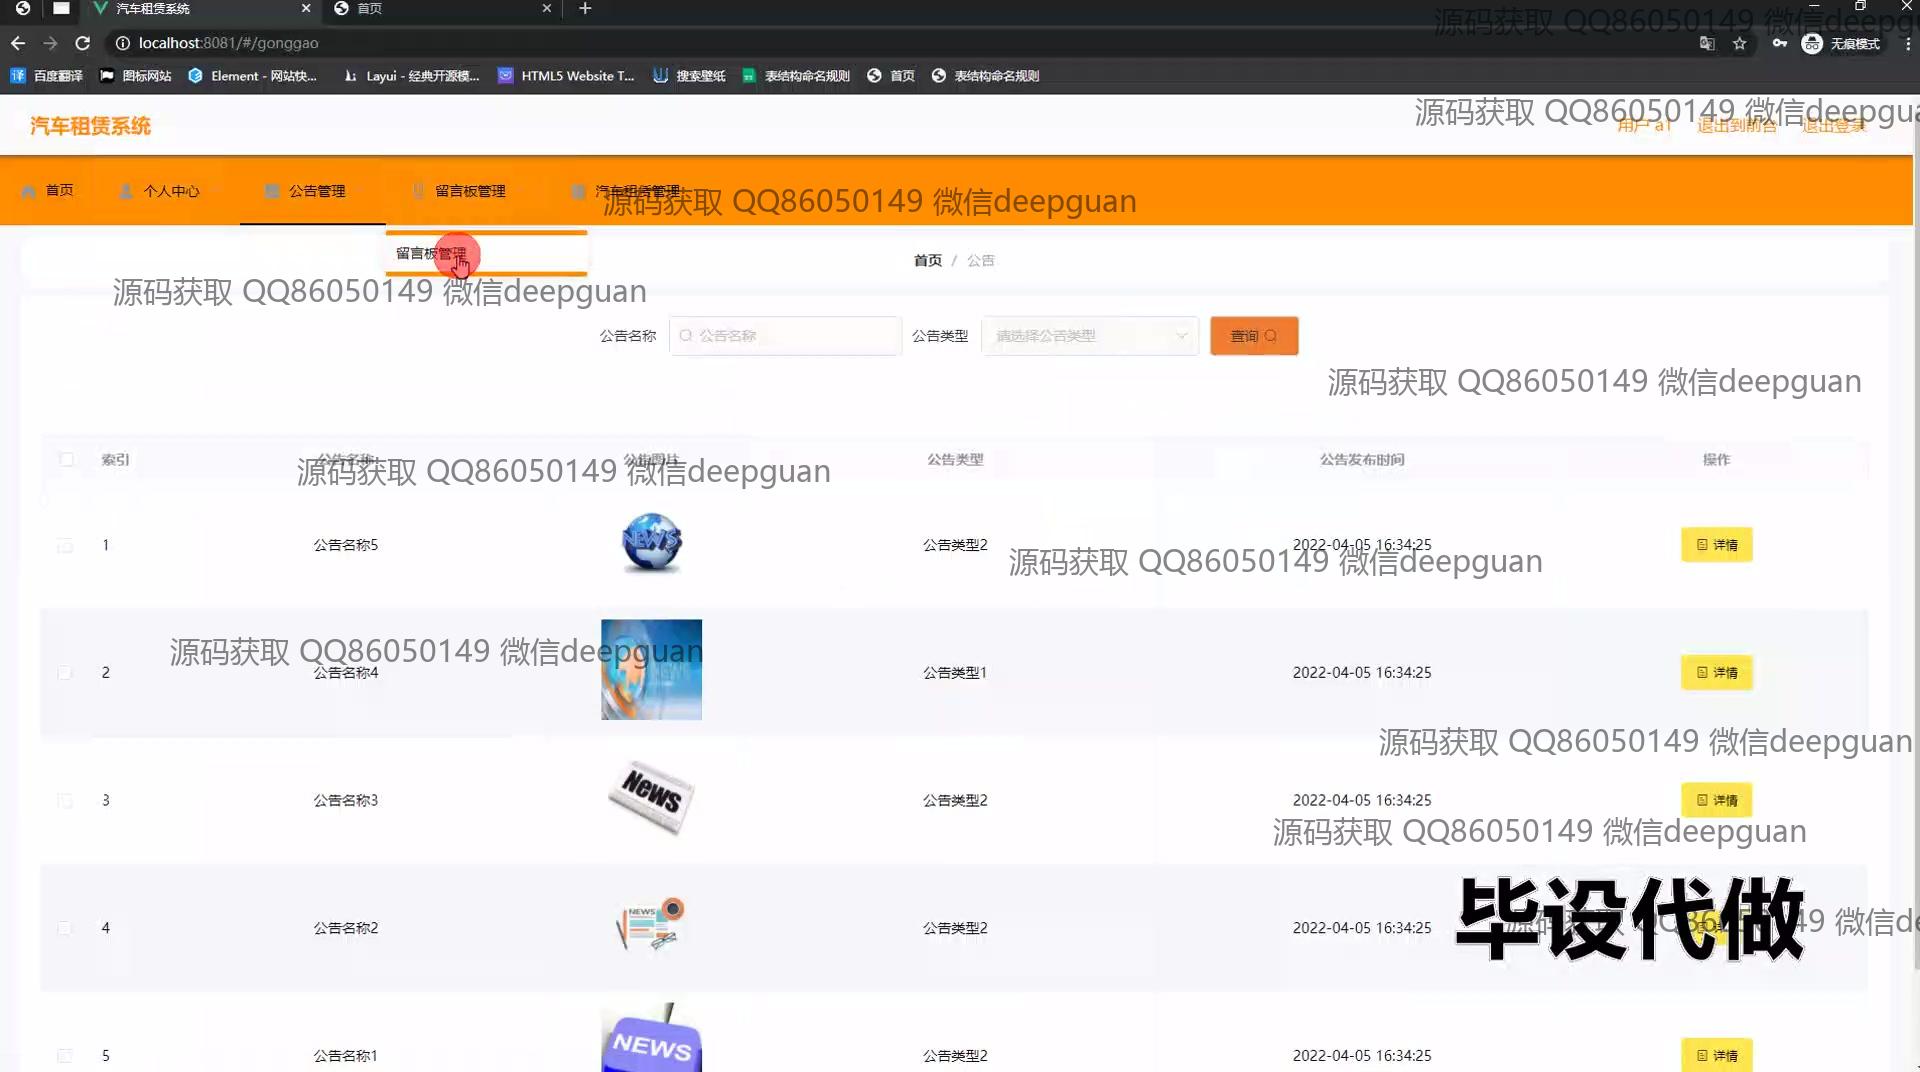 汽车租赁系统
首页
localhost:8081/#/gonggao
无痕模式
百度翻译
图标网站
Element - 网站快...
Layui - 经典开源模...
HTML5 Website T...
搜索壁纸
表结构命名规则
首页
表结构命名规则
源码获取 QQ86050149 微信deepg
汽车租赁系统
用户 a1
退出到前台
退出登录
源码获取 QQ86050149 微信deepgua
首页
个人中心
公告管理
留言板管理
汽车租赁管理
源码获取 QQ86050149 微信deepguan
留言板管理
首页 / 公告
源码获取 QQ86050149 微信deepguan
公告名称
公告名称
公告类型
请选择公告类型
查询
源码获取 QQ86050149 微信deepguan
索引
公告名称
公告图片
公告类型
公告发布时间
操作
源码获取 QQ86050149 微信deepguan
1
公告名称5
NEWS
公告类型2
2022-04-05 16:34:25
详情
源码获取 QQ86050149 微信deepguan
源码获取 QQ86050149 微信deepguan
2
公告名称4
公告类型1
2022-04-05 16:34:25
详情
源码获取 QQ86050149 微信deepguan
3
公告名称3
News
公告类型2
2022-04-05 16:34:25
详情
源码获取 QQ86050149 微信deepguan
4
公告名称2
NEWS
公告类型2
2022-04-05 16:34:25
毕设代做
源码获取 QQ86050149 微信de
5
公告名称1
NEWS
公告类型2
2022-04-05 16:34:25
详情